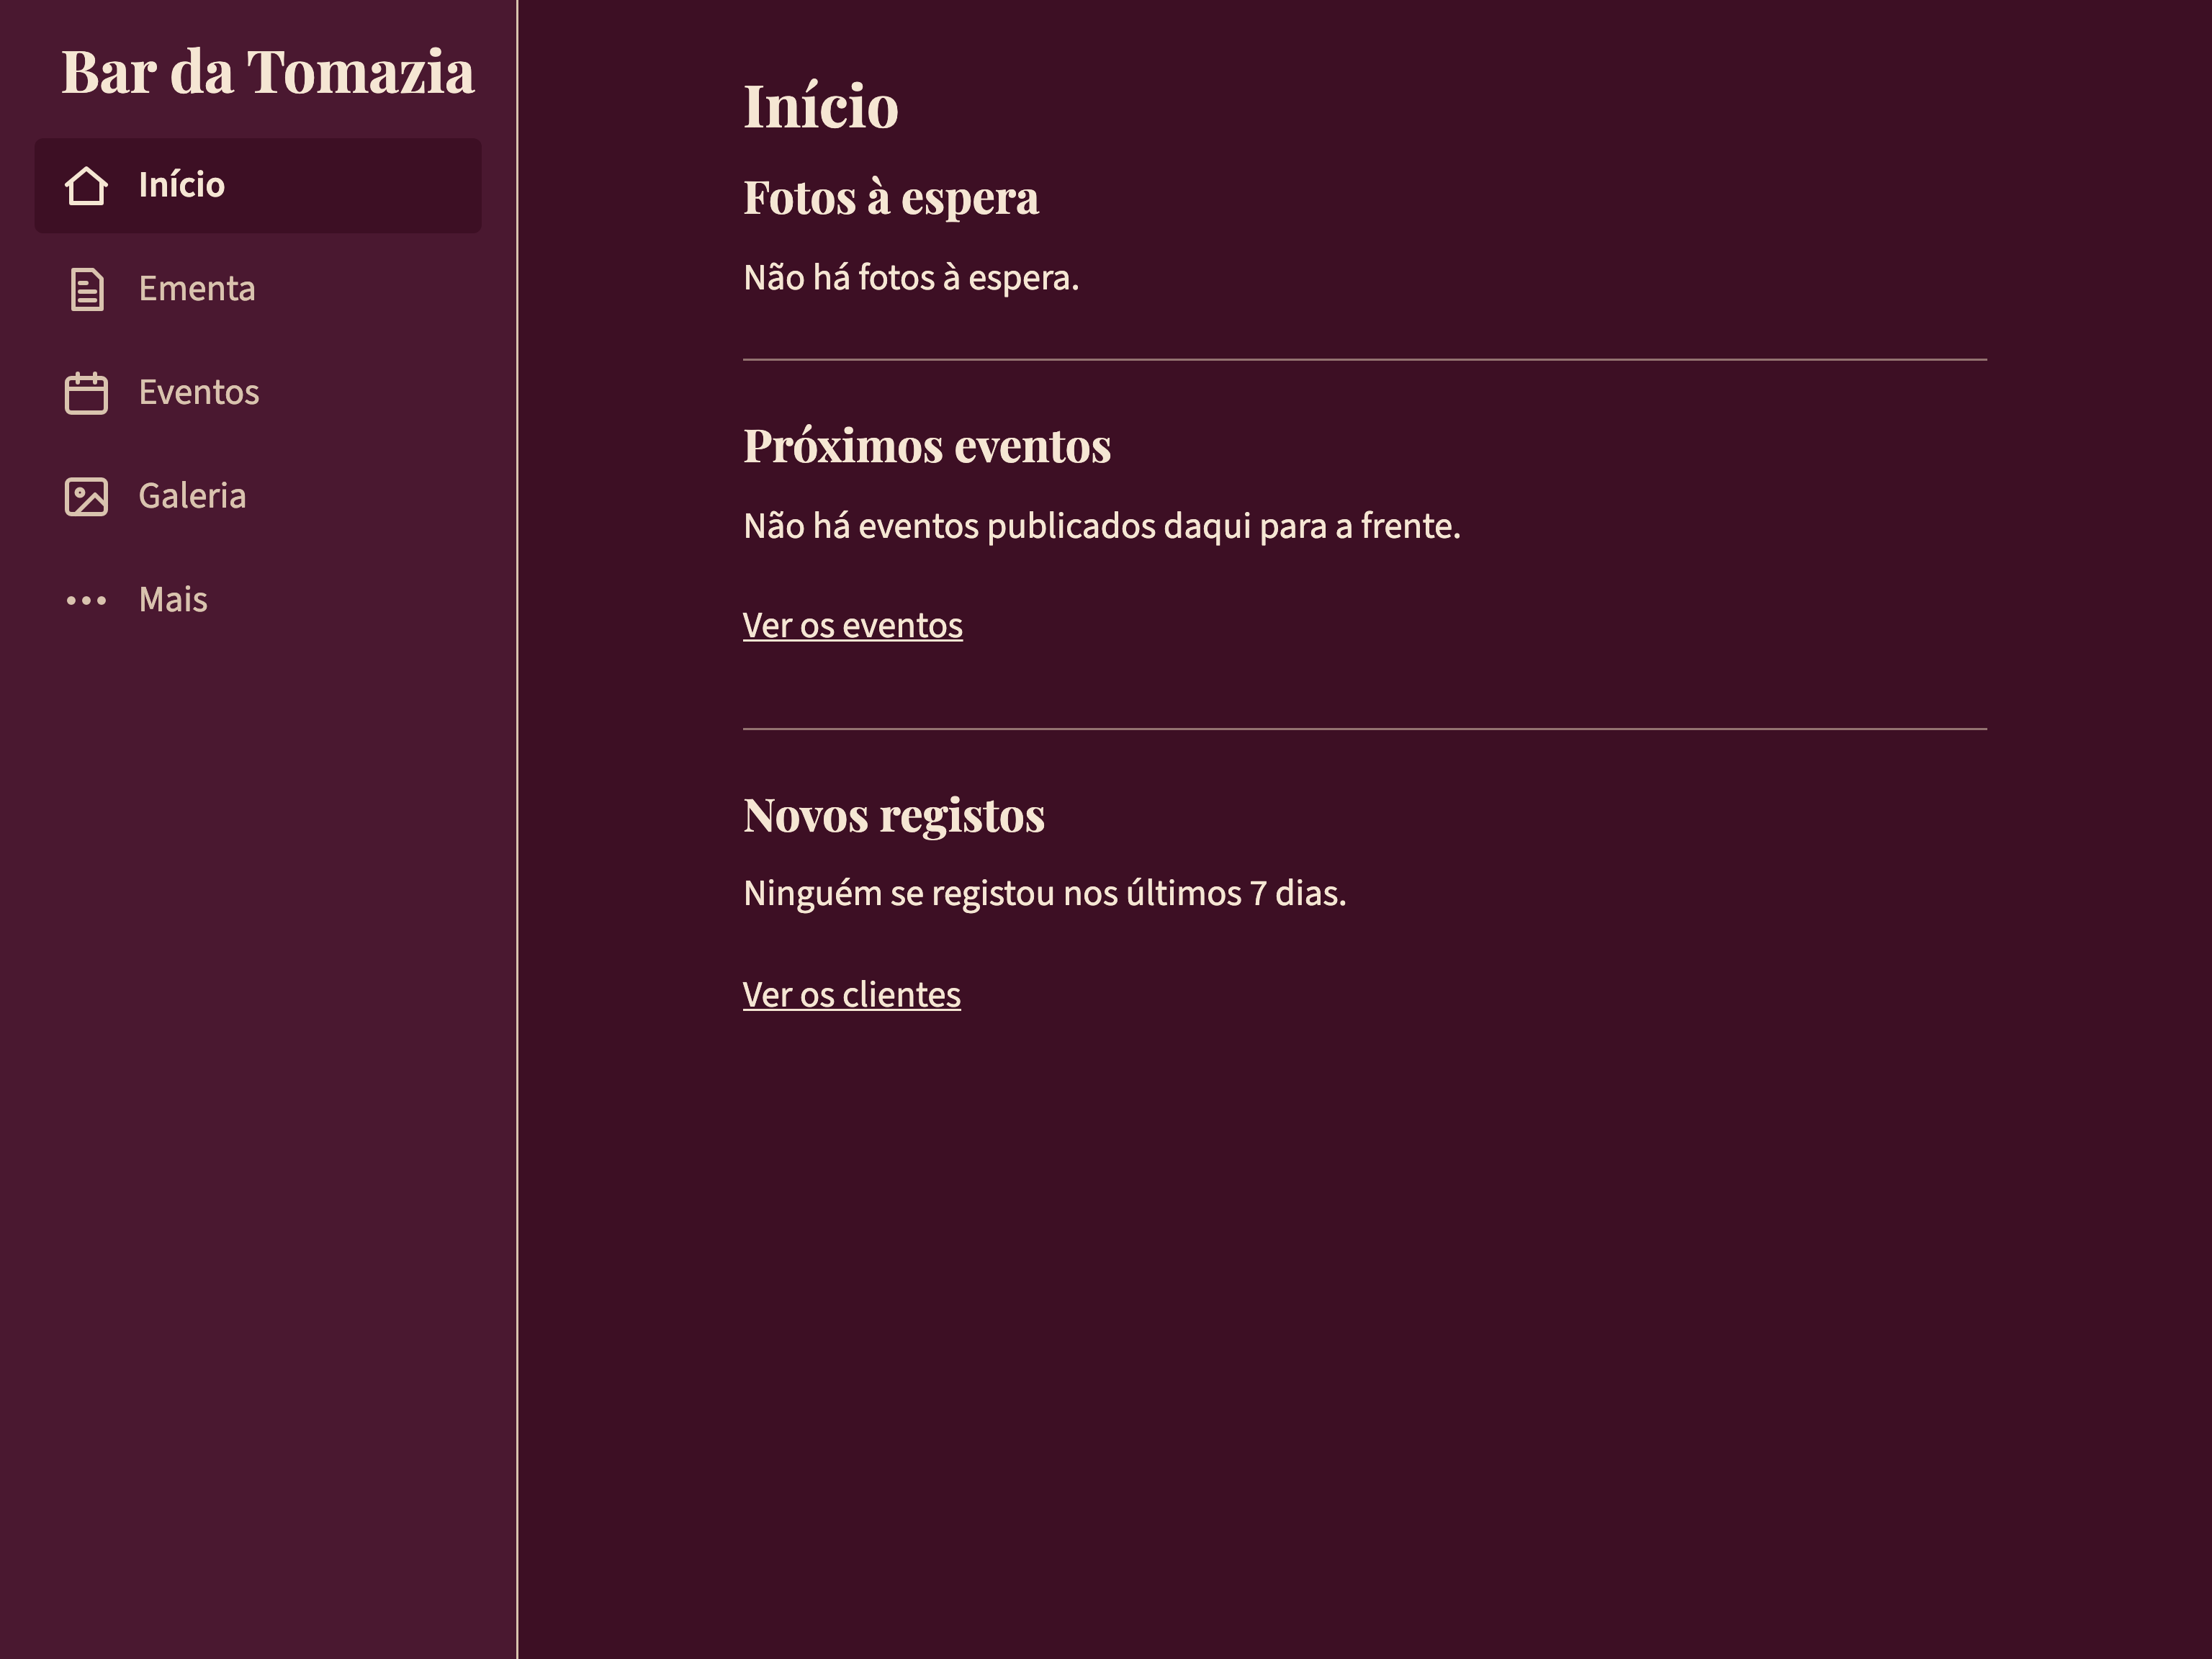 Bar da Tomazia
Início
Ementa
Eventos
Galeria
Mais
Início
Fotos à espera
Não há fotos à espera.
Próximos eventos
Não há eventos publicados daqui para a frente.
Ver os eventos
Novos registos
Ninguém se registou nos últimos 7 dias.
Ver os clientes